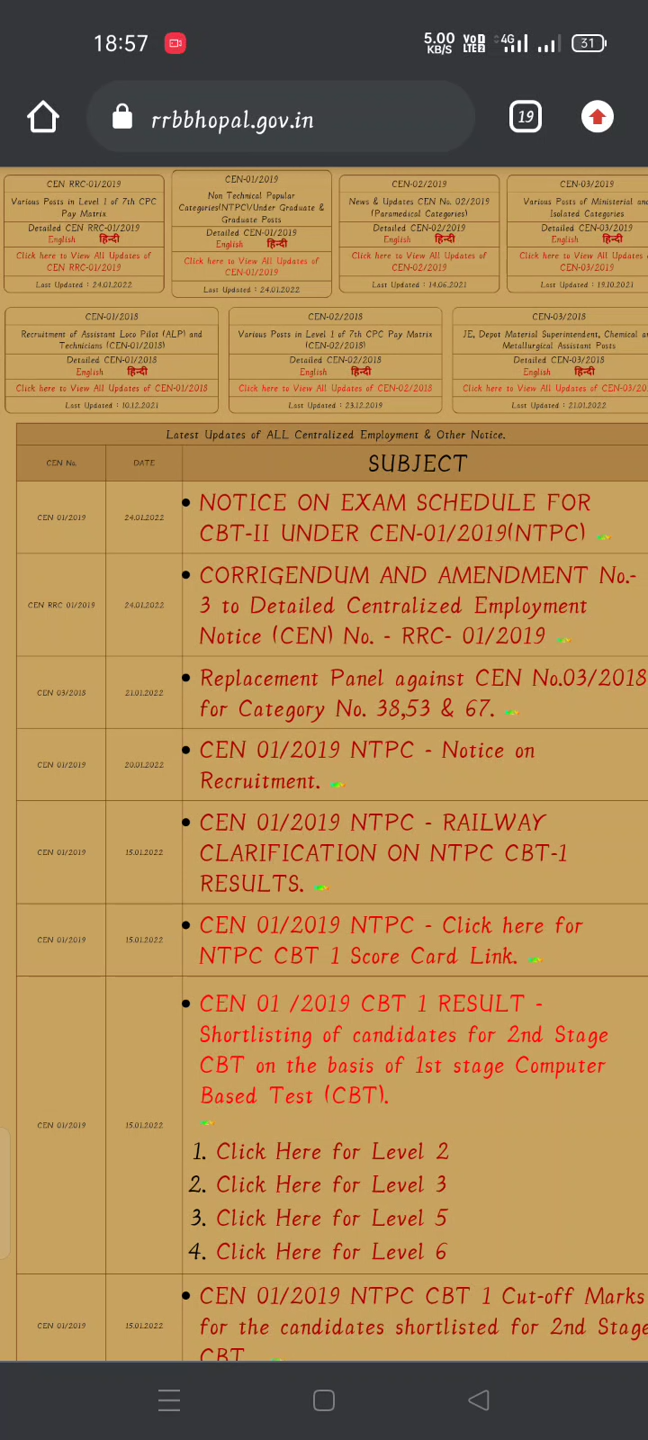 18:57
5.00 KB/S
Vo 1 LTE 2
4G
31
rrbbhopal.gov.in
19
CEN RRC-01/2019
Various Posts in Level 1 of 7th CPC
Pay Matrix
Detailed CEN RRC-01/2019
English हिन्दी
Click here to View All Updates of
CEN RRC-01/2019
Last Updated : 24.01.2022
CEN-01/2019
Non Technical Popular
Categories(NTPC)/Under Graduate &
Graduate Posts
Detailed CEN-01/2019
English हिन्दी
Click here to View All Updates of
CEN-01/2019
Last Updated : 24.01.2022
CEN-02/2019
News & Updates CEN No. 02/2019
(Paramedical Categories)
Detailed CEN-02/2019
English हिन्दी
Click here to View All Updates of
CEN-02/2019
Last Updated : 14.06.2021
CEN-03/2019
Various Posts of Ministerial and
Isolated Categories
Detailed CEN-03/2019
English हिन्दी
Click here to View All Updates
CEN-03/2019
Last Updated : 19.10.2021
CEN-01/2018
Recruitment of Assistant Loco Pilot (ALP) and
Technicians (CEN-01/2018)
Detailed CEN-01/2018
English हिन्दी
Click here to View All Updates of CEN-01/2018
Last Updated : 10.12.2021
CEN-02/2018
Various Posts in Level 1 of 7th CPC Pay Matrix
(CEN-02/2018)
Detailed CEN-02/2018
English हिन्दी
Click here to View All Updates of CEN-02/2018
Last Updated : 23.12.2019
CEN-03/2018
JE, Depot Material Superintendent, Chemical
Metallurgical Assistant Posts
Detailed CEN-03/2018
English हिन्दी
Click here to View All Updates of CEN-03/20
Last Updated : 21.01.2022
Latest Updates of ALL Centralized Employment & Other Notice.
CEN No. DATE SUBJECT
CEN 01/2019 24.01.2022
NOTICE ON EXAM SCHEDULE FOR
CBT-II UNDER CEN-01/2019(NTPC)
CEN RRC 01/2019 24.01.2022
CORRIGENDUM AND AMENDMENT No.-
3 to Detailed Centralized Employment
Notice (CEN) No. - RRC- 01/2019
CEN 03/2018 21.01.2022
Replacement Panel against CEN No.03/2018
for Category No. 38,53 & 67.
CEN 01/2019 20.01.2022
CEN 01/2019 NTPC - Notice on
Recruitment.
CEN 01/2019 15.01.2022
CEN 01/2019 NTPC - RAILWAY
CLARIFICATION ON NTPC CBT-1
RESULTS.
CEN 01/2019 15.01.2022
CEN 01/2019 NTPC - Click here for
NTPC CBT 1 Score Card Link.
CEN 01/2019 15.01.2022
CEN 01 /2019 CBT 1 RESULT -
Shortlisting of candidates for 2nd Stage
CBT on the basis of 1st stage Computer
Based Test (CBT).
1. Click Here for Level 2
2. Click Here for Level 3
3. Click Here for Level 5
4. Click Here for Level 6
CEN 01/2019 15.01.2022
CEN 01/2019 NTPC CBT 1 Cut-off Marks
for the candidates shortlisted for 2nd Stage
CBT